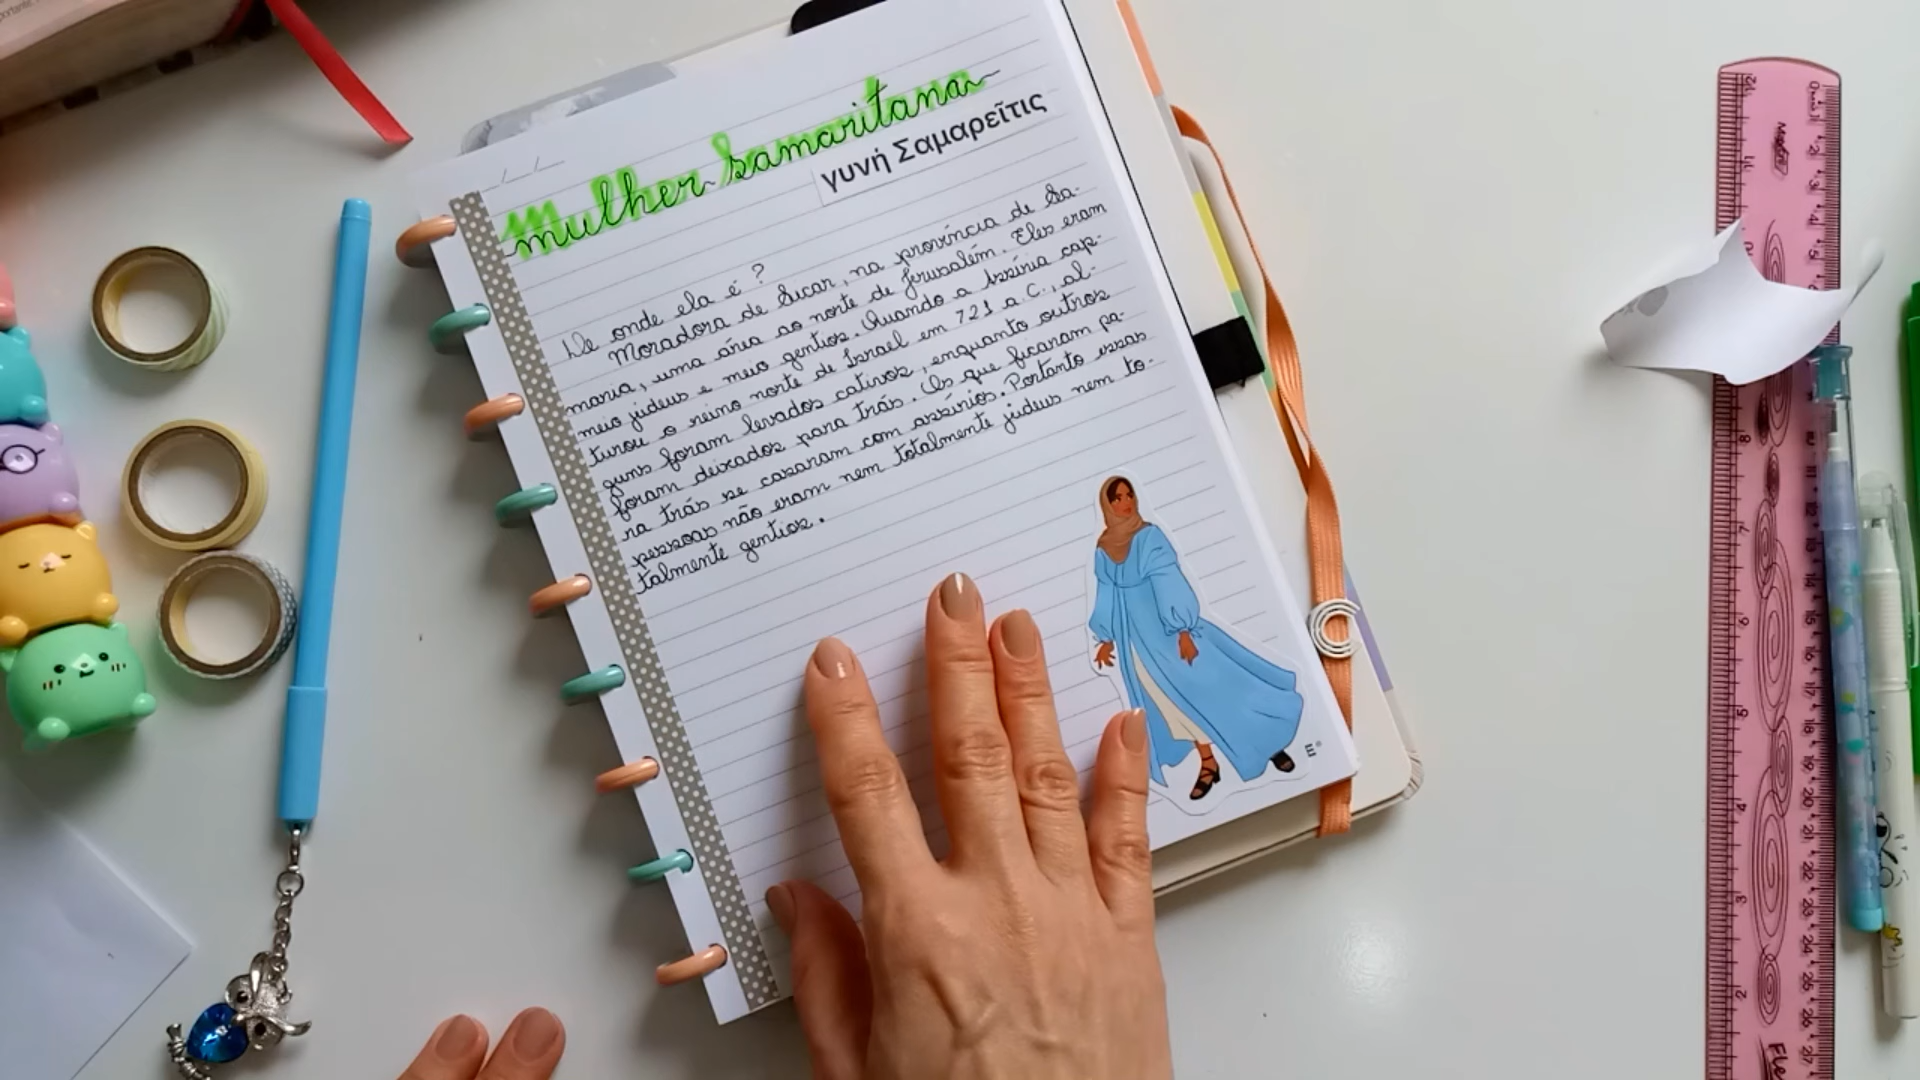 Mulher samaritana
γυνή Σαμαρεῖτις
De onde ela é?
Moradora de Sicar, na província de Sa-
maria, uma área ao norte de Jerusalém. Eles eram
meio judeus e meio gentios. Quando a Assíria cap-
turou o reino norte de Israel em 721 a C., al-
guns foram levados cativos, enquanto outros
foram deixados para trás. Os que ficaram pa-
ra trás se casaram com assírios. Portanto essas
pessoas não eram nem totalmente judeus nem to-
talmente gentios.